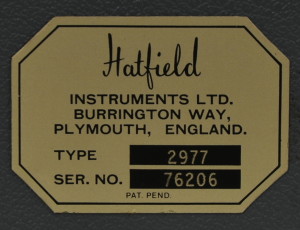 Hatfield
INSTRUMENTS LTD.
BURRINGTON WAY,
PLYMOUTH, ENGLAND.
TYPE 2977
SER. NO. 76206
PAT. PEND.